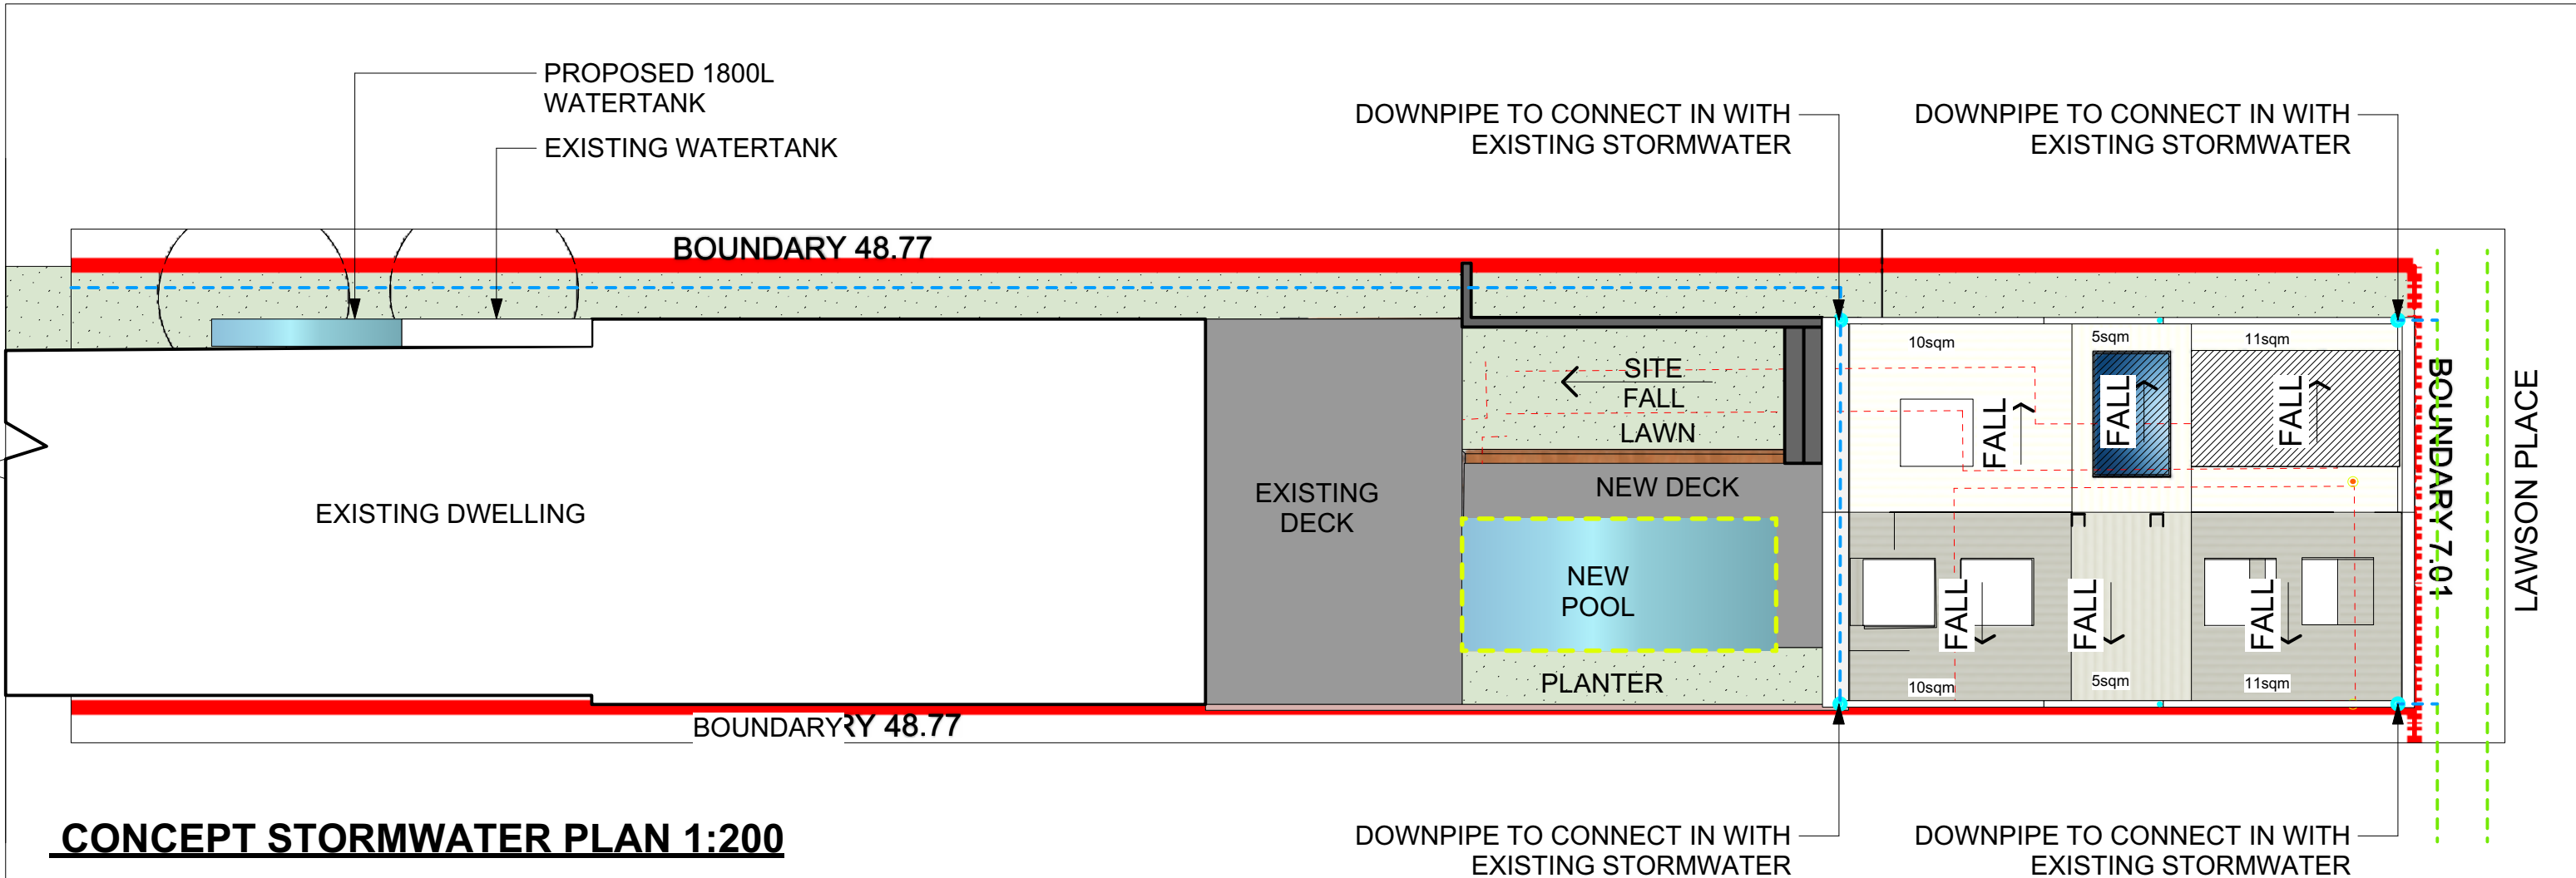 PROPOSED 1800L
WATERTANK
EXISTING WATERTANK
DOWNPIPE TO CONNECT IN WITH
EXISTING STORMWATER
DOWNPIPE TO CONNECT IN WITH
EXISTING STORMWATER
BOUNDARY 48.77
10sqm
5sqm
11sqm
SITE
FALL
LAWN
FALL
FALL
FALL
BOUNDARY 7.01
LAWSON PLACE
EXISTING DWELLING
EXISTING
DECK
NEW DECK
NEW
POOL
FALL
FALL
FALL
PLANTER
10sqm
5sqm
11sqm
BOUNDARY
RY 48.77
CONCEPT STORMWATER PLAN 1:200
DOWNPIPE TO CONNECT IN WITH
EXISTING STORMWATER
DOWNPIPE TO CONNECT IN WITH
EXISTING STORMWATER